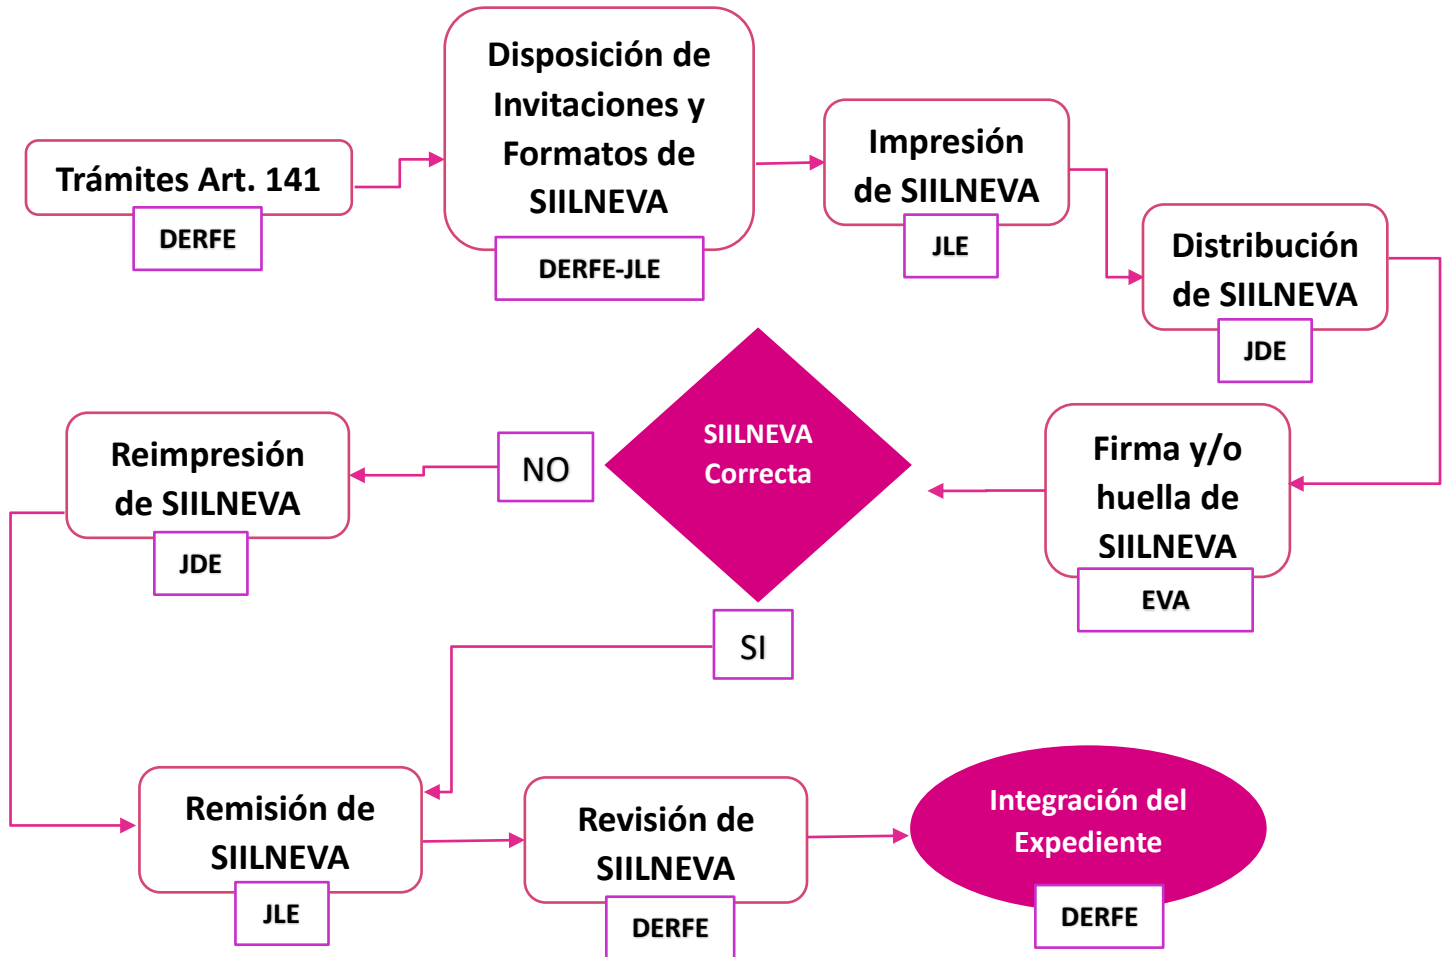 Trámites Art. 141
DERFE
Disposición de
Invitaciones y
Formatos de
SIILNEVA
DERFE-JLE
Impresión
de SIILNEVA
JLE
Distribución
de SIILNEVA
JDE
Firma y/o
huella de
SIILNEVA
EVA
SIILNEVA
Correcta
NO
Reimpresión
de SIILNEVA
JDE
SI
Remisión de
SIILNEVA
JLE
Revisión de
SIILNEVA
DERFE
Integración del
Expediente
DERFE